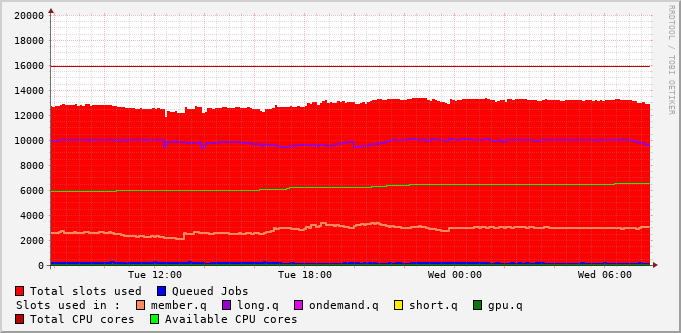 RRDTOOL / TOBI OETIKER
20000
18000
16000
14000
12000
10000
8000
6000
4000
2000
0
Tue 12:00 Tue 18:00 Wed 00:00 Wed 06:00
Total slots used Queued Jobs
Slots used in : member.q long.q ondemand.q short.q gpu.q
Total CPU cores Available CPU cores